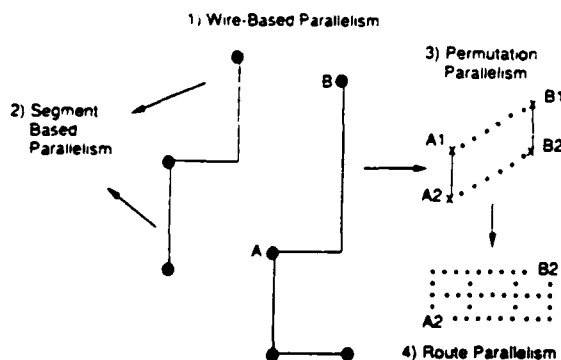 1) Wire-Based Parallelism
3) Permutation
Parallelism
B
B1
2) Segment
Based
Parallelism
A1
B2
A2
A
B2
A2
4) Route Parallelism